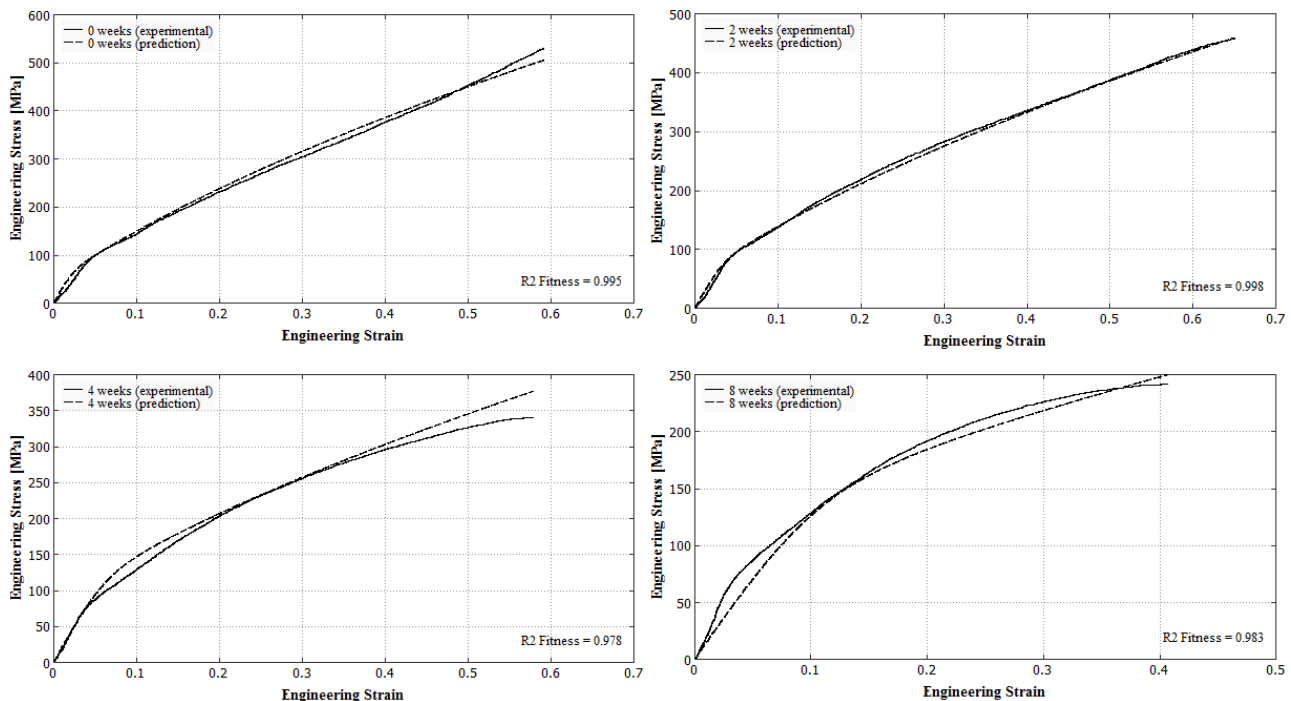 600
500
400
300
200
100
0
Engineering Stress [MPa]
0 weeks (experimental)
0 weeks (prediction)
R2 Fitness = 0.995
0 0.1 0.2 0.3 0.4 0.5 0.6 0.7
Engineering Strain
500
400
300
200
100
0
Engineering Stress [MPa]
2 weeks (experimental)
2 weeks (prediction)
R2 Fitness = 0.998
0 0.1 0.2 0.3 0.4 0.5 0.6 0.7
Engineering Strain
400
350
300
250
200
150
100
50
0
Engineering Stress [MPa]
4 weeks (experimental)
4 weeks (prediction)
R2 Fitness = 0.978
0 0.1 0.2 0.3 0.4 0.5 0.6 0.7
Engineering Strain
250
200
150
100
50
0
Engineering Stress [MPa]
8 weeks (experimental)
8 weeks (prediction)
R2 Fitness = 0.983
0 0.1 0.2 0.3 0.4 0.5
Engineering Strain